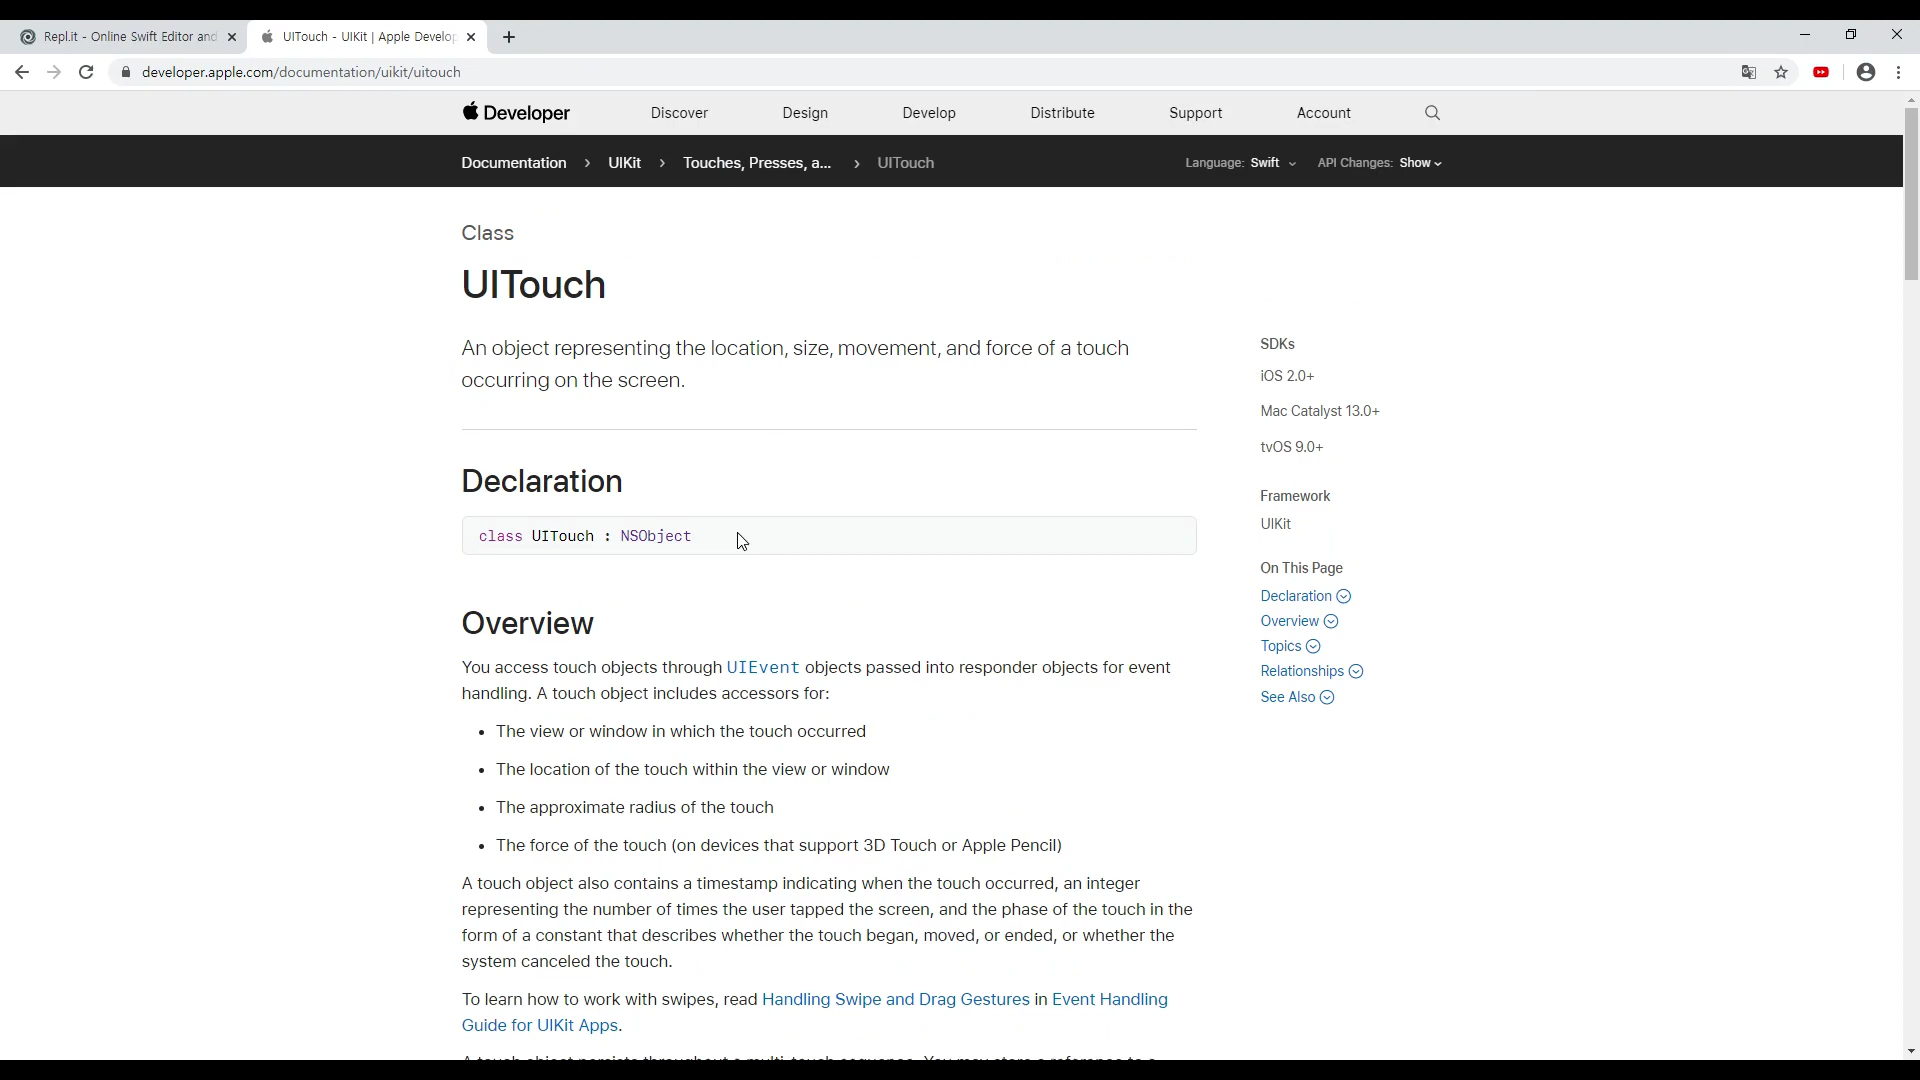 Repl.it - Online Swift Editor and
UITouch - UIKit | Apple Develop
developer.apple.com/documentation/uikit/uitouch
Developer
Discover
Design
Develop
Distribute
Support
Account
Documentation > UIKit > Touches, Presses, a... > UITouch
Language: Swift
API Changes: Show
Class
UITouch
An object representing the location, size, movement, and force of a touch
occurring on the screen.
SDKs
iOS 2.0+
Mac Catalyst 13.0+
tvOS 9.0+
Framework
UIKit
On This Page
Declaration
Overview
Topics
Relationships
See Also
Declaration
class UITouch : NSObject
Overview
You access touch objects through UIEvent objects passed into responder objects for event
handling. A touch object includes accessors for:
• The view or window in which the touch occurred
• The location of the touch within the view or window
• The approximate radius of the touch
• The force of the touch (on devices that support 3D Touch or Apple Pencil)
A touch object also contains a timestamp indicating when the touch occurred, an integer
representing the number of times the user tapped the screen, and the phase of the touch in the
form of a constant that describes whether the touch began, moved, or ended, or whether the
system canceled the touch.
To learn how to work with swipes, read Handling Swipe and Drag Gestures in Event Handling
Guide for UIKit Apps.